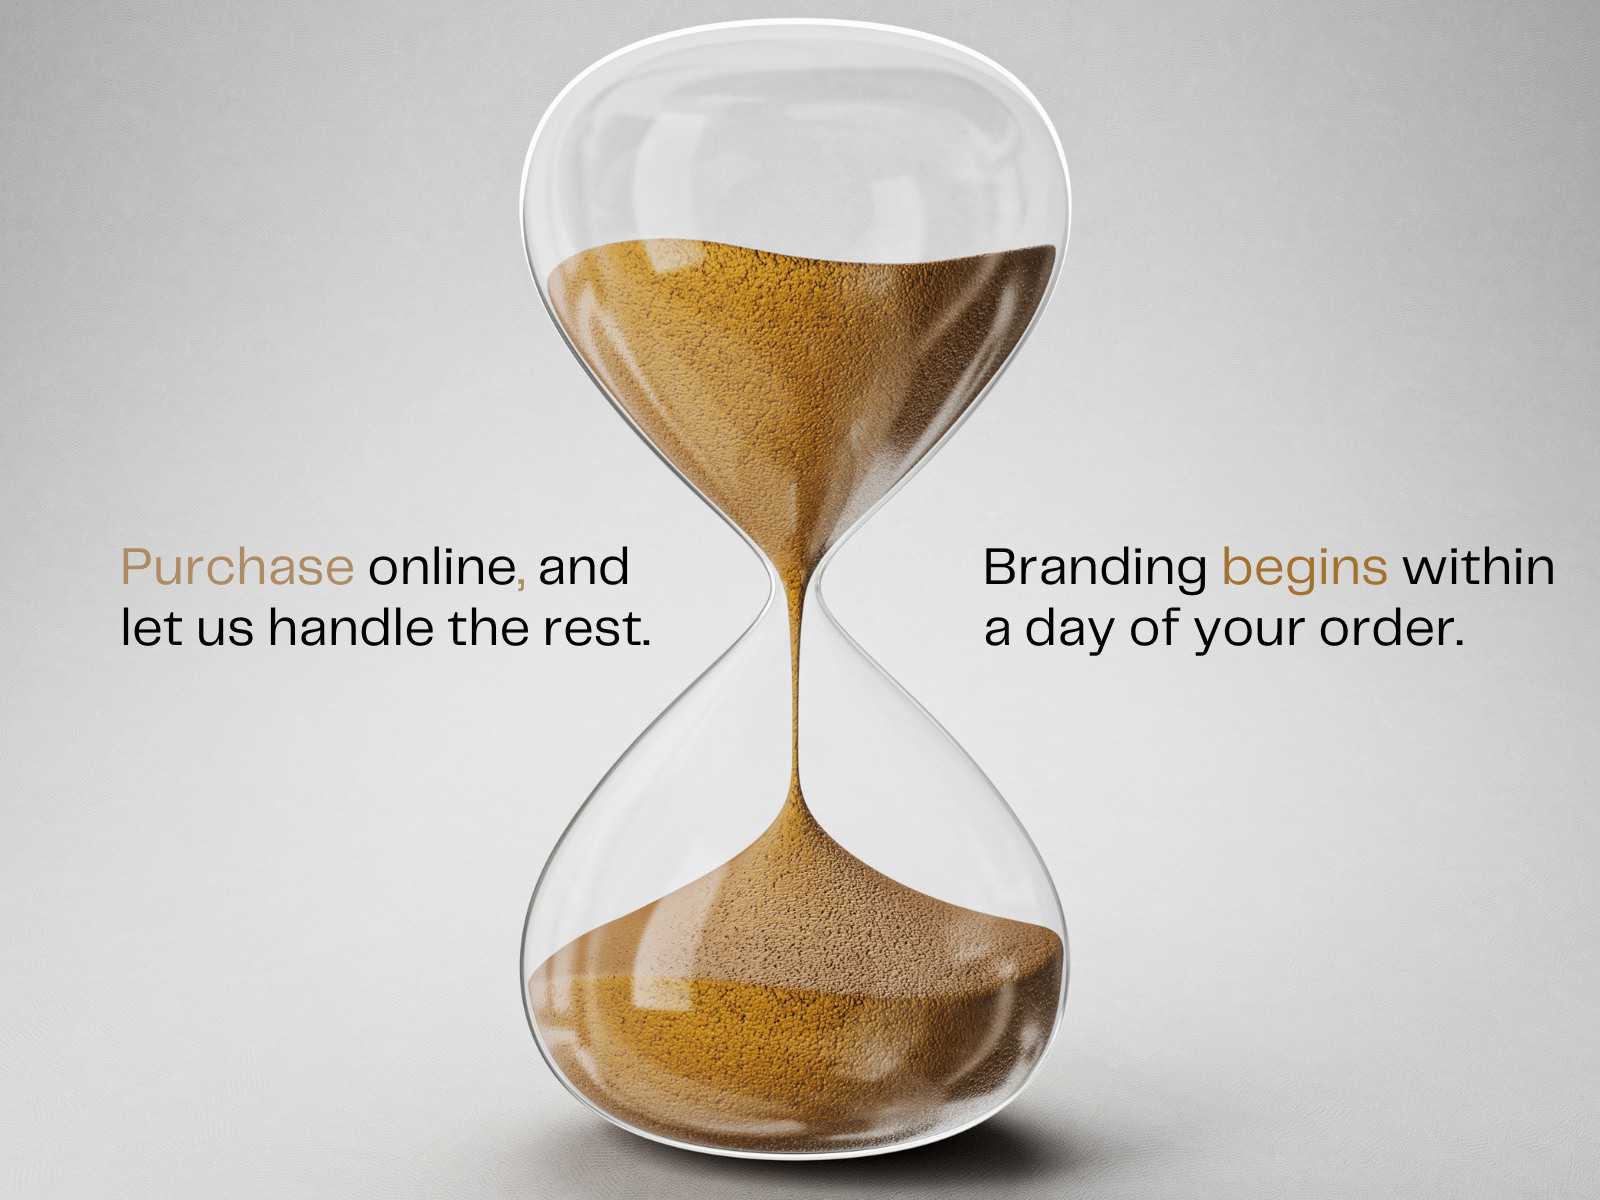 Purchase online, and
let us handle the rest.
Branding begins within
a day of your order.